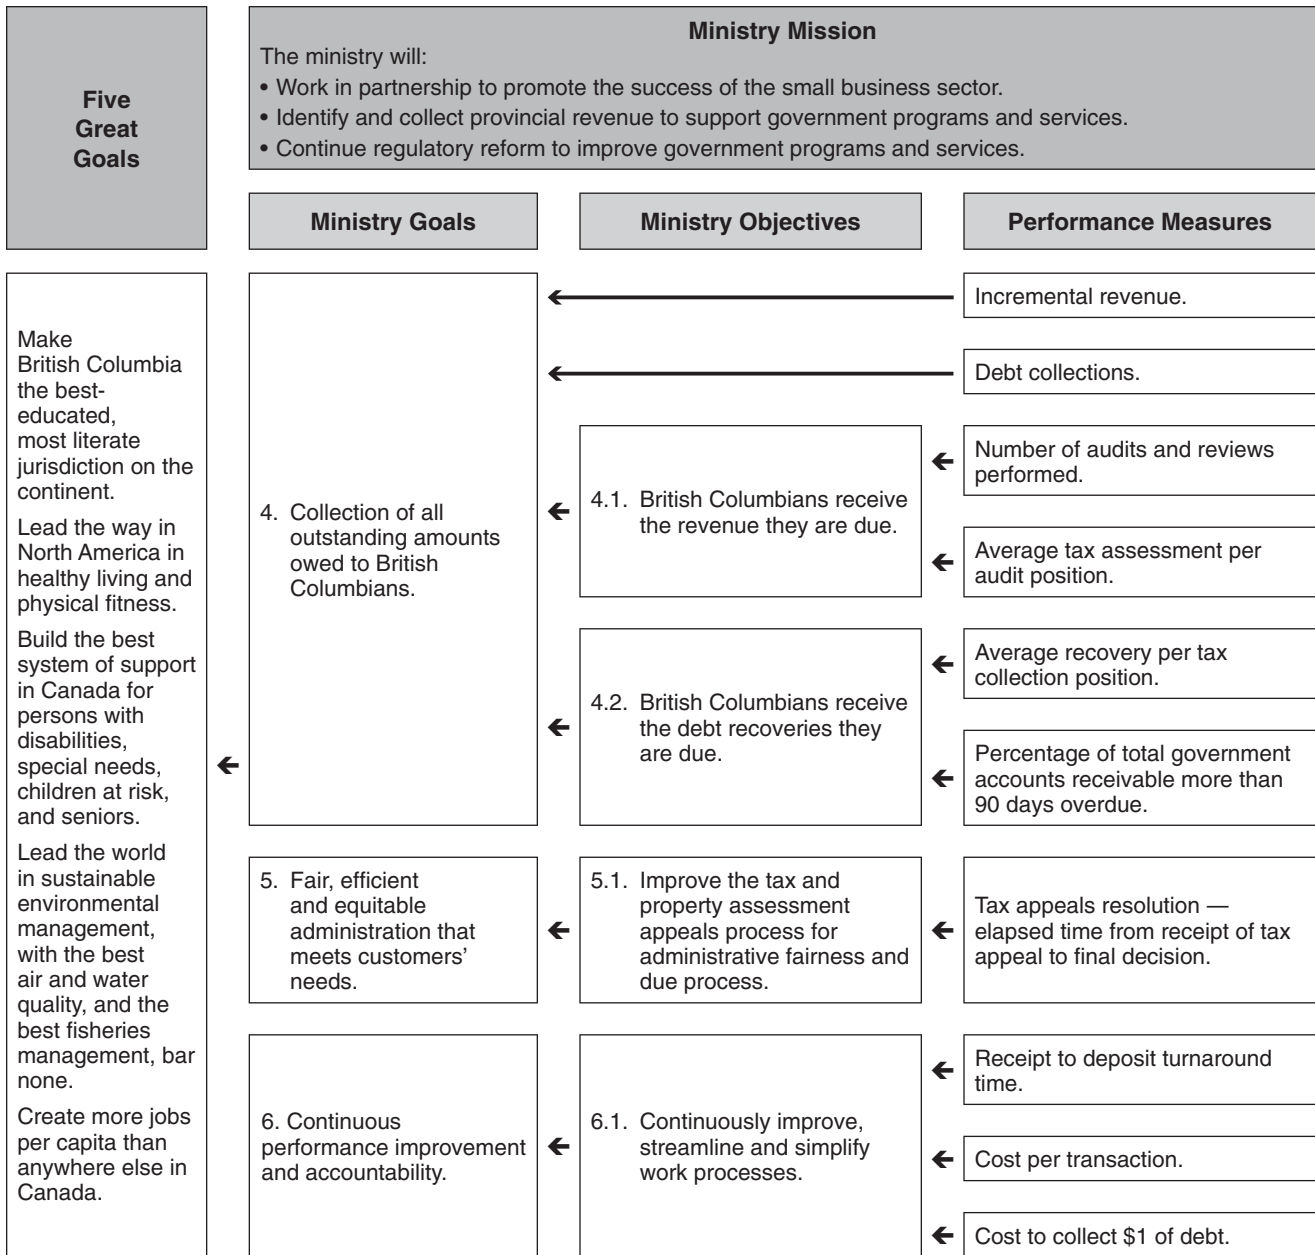 Five
Great
Goals
Ministry Mission
The ministry will:
• Work in partnership to promote the success of the small business sector.
• Identify and collect provincial revenue to support government programs and services.
• Continue regulatory reform to improve government programs and services.
Ministry Goals
Ministry Objectives
Performance Measures
Make
British Columbia
the best-
educated,
most literate
jurisdiction on the
continent.
Lead the way in
North America in
healthy living and
physical fitness.
Build the best
system of support
in Canada for
persons with
disabilities,
special needs,
children at risk,
and seniors.
Lead the world
in sustainable
environmental
management,
with the best
air and water
quality, and the
best fisheries
management, bar
none.
Create more jobs
per capita than
anywhere else in
Canada.
4. Collection of all
outstanding amounts
owed to British
Columbians.
Incremental revenue.
Debt collections.
4.1. British Columbians receive
the revenue they are due.
Number of audits and reviews
performed.
Average tax assessment per
audit position.
4.2. British Columbians receive
the debt recoveries they
are due.
Average recovery per tax
collection position.
Percentage of total government
accounts receivable more than
90 days overdue.
5. Fair, efficient
and equitable
administration that
meets customers'
needs.
5.1. Improve the tax and
property assessment
appeals process for
administrative fairness and
due process.
Tax appeals resolution —
elapsed time from receipt of tax
appeal to final decision.
6. Continuous
performance improvement
and accountability.
6.1. Continuously improve,
streamline and simplify
work processes.
Receipt to deposit turnaround
time.
Cost per transaction.
Cost to collect $1 of debt.